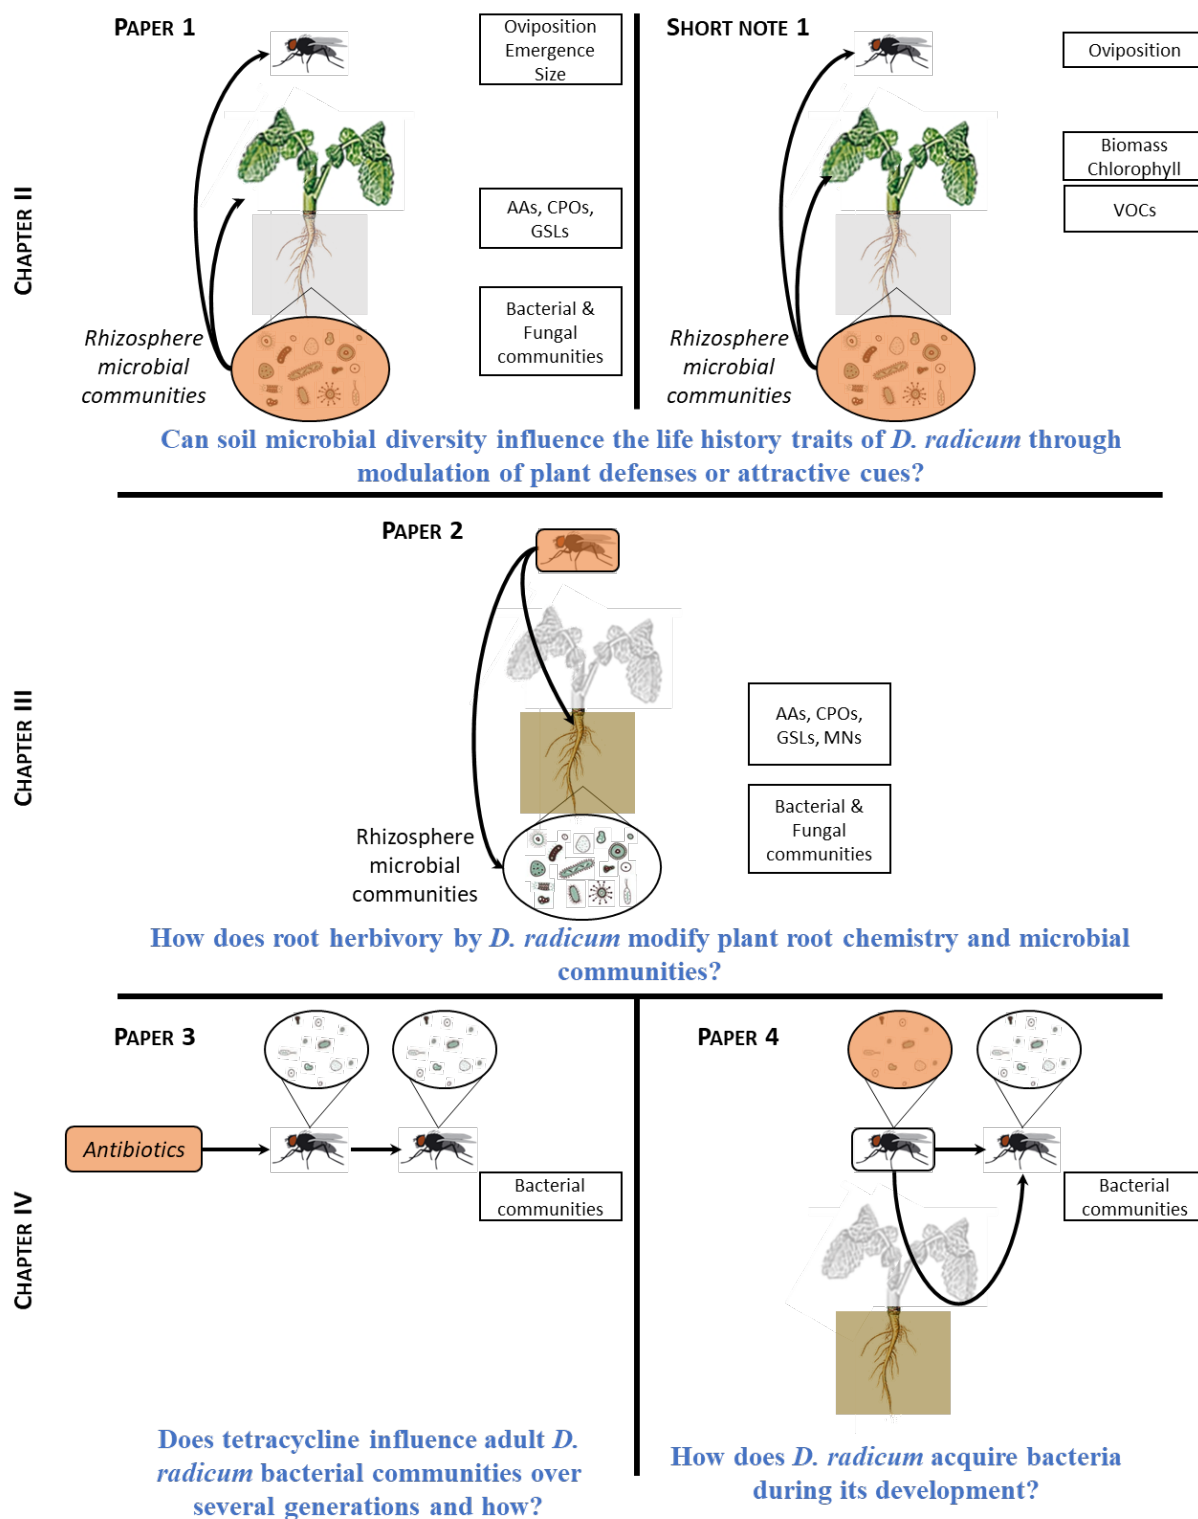 CHAPTER II
PAPER 1
Oviposition
Emergence
Size
AAs, CPOs,
GSLs
Bacterial &
Fungal
communities
Rhizosphere
microbial
communities
SHORT NOTE 1
Oviposition
Biomass
Chlorophyll
VOCs
Rhizosphere
microbial
communities
Can soil microbial diversity influence the life history traits of D. radicum through
modulation of plant defenses or attractive cues?
CHAPTER III
PAPER 2
AAs, CPOs,
GSLs, MNs
Bacterial &
Fungal
communities
Rhizosphere
microbial
communities
How does root herbivory by D. radicum modify plant root chemistry and microbial
communities?
CHAPTER IV
PAPER 3
Antibiotics
Bacterial
communities
Does tetracycline influence adult D.
radicum bacterial communities over
several generations and how?
PAPER 4
Bacterial
communities
How does D. radicum acquire bacteria
during its development?